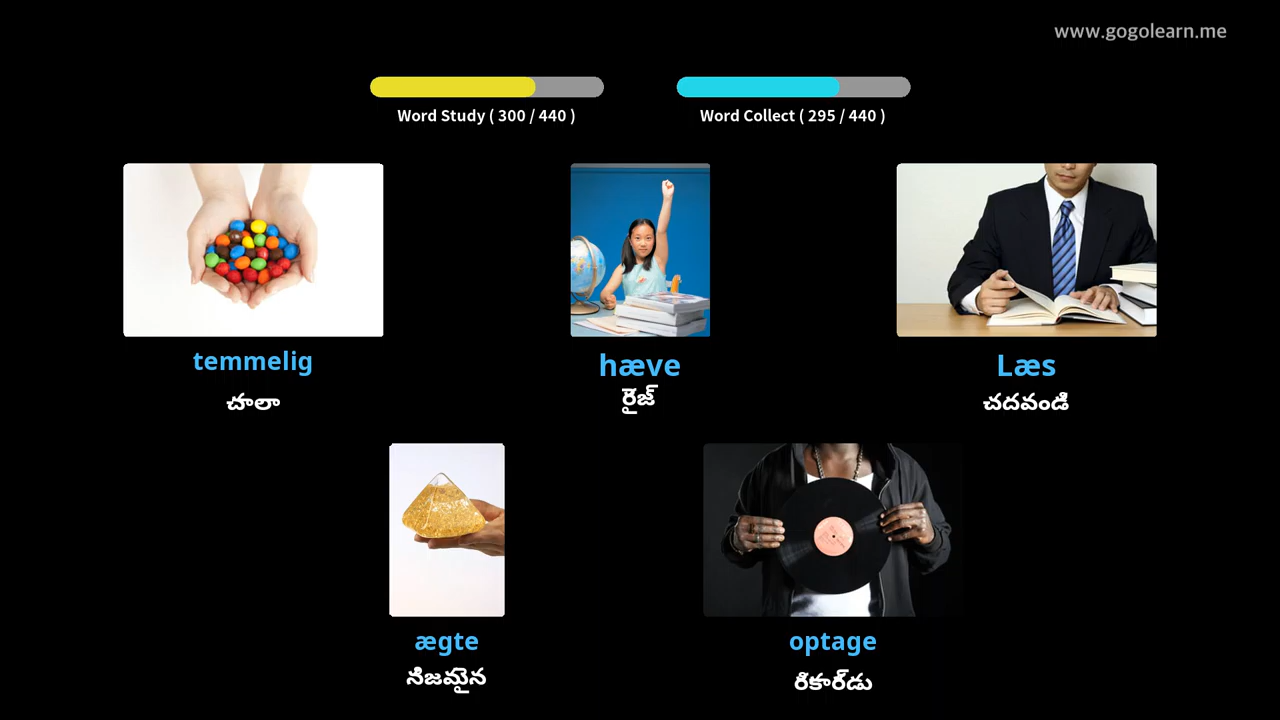 www.gogolearn.me
Word Study ( 300 / 440 )
Word Collect ( 295 / 440 )
temmelig
చాలా
hæve
రైజ్
Læs
చదవండి
ægte
నిజమైన
optage
రికార్డు